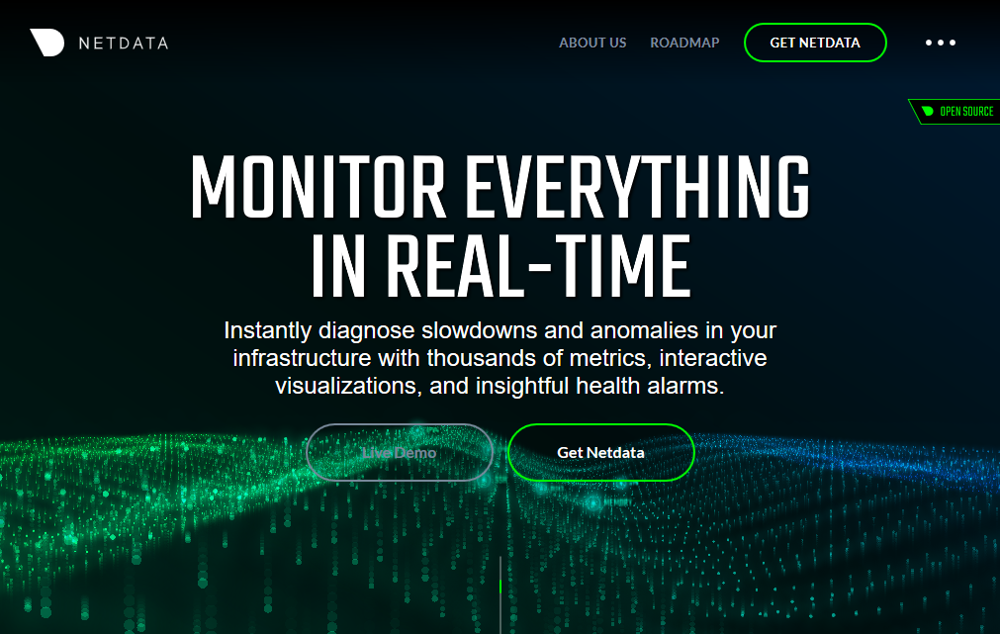 NETDATA
ABOUT US
ROADMAP
GET NETDATA
OPEN SOURCE
MONITOR EVERYTHING
IN REAL-TIME
Instantly diagnose slowdowns and anomalies in your
infrastructure with thousands of metrics, interactive
visualizations, and insightful health alarms.
Live Demo
Get Netdata